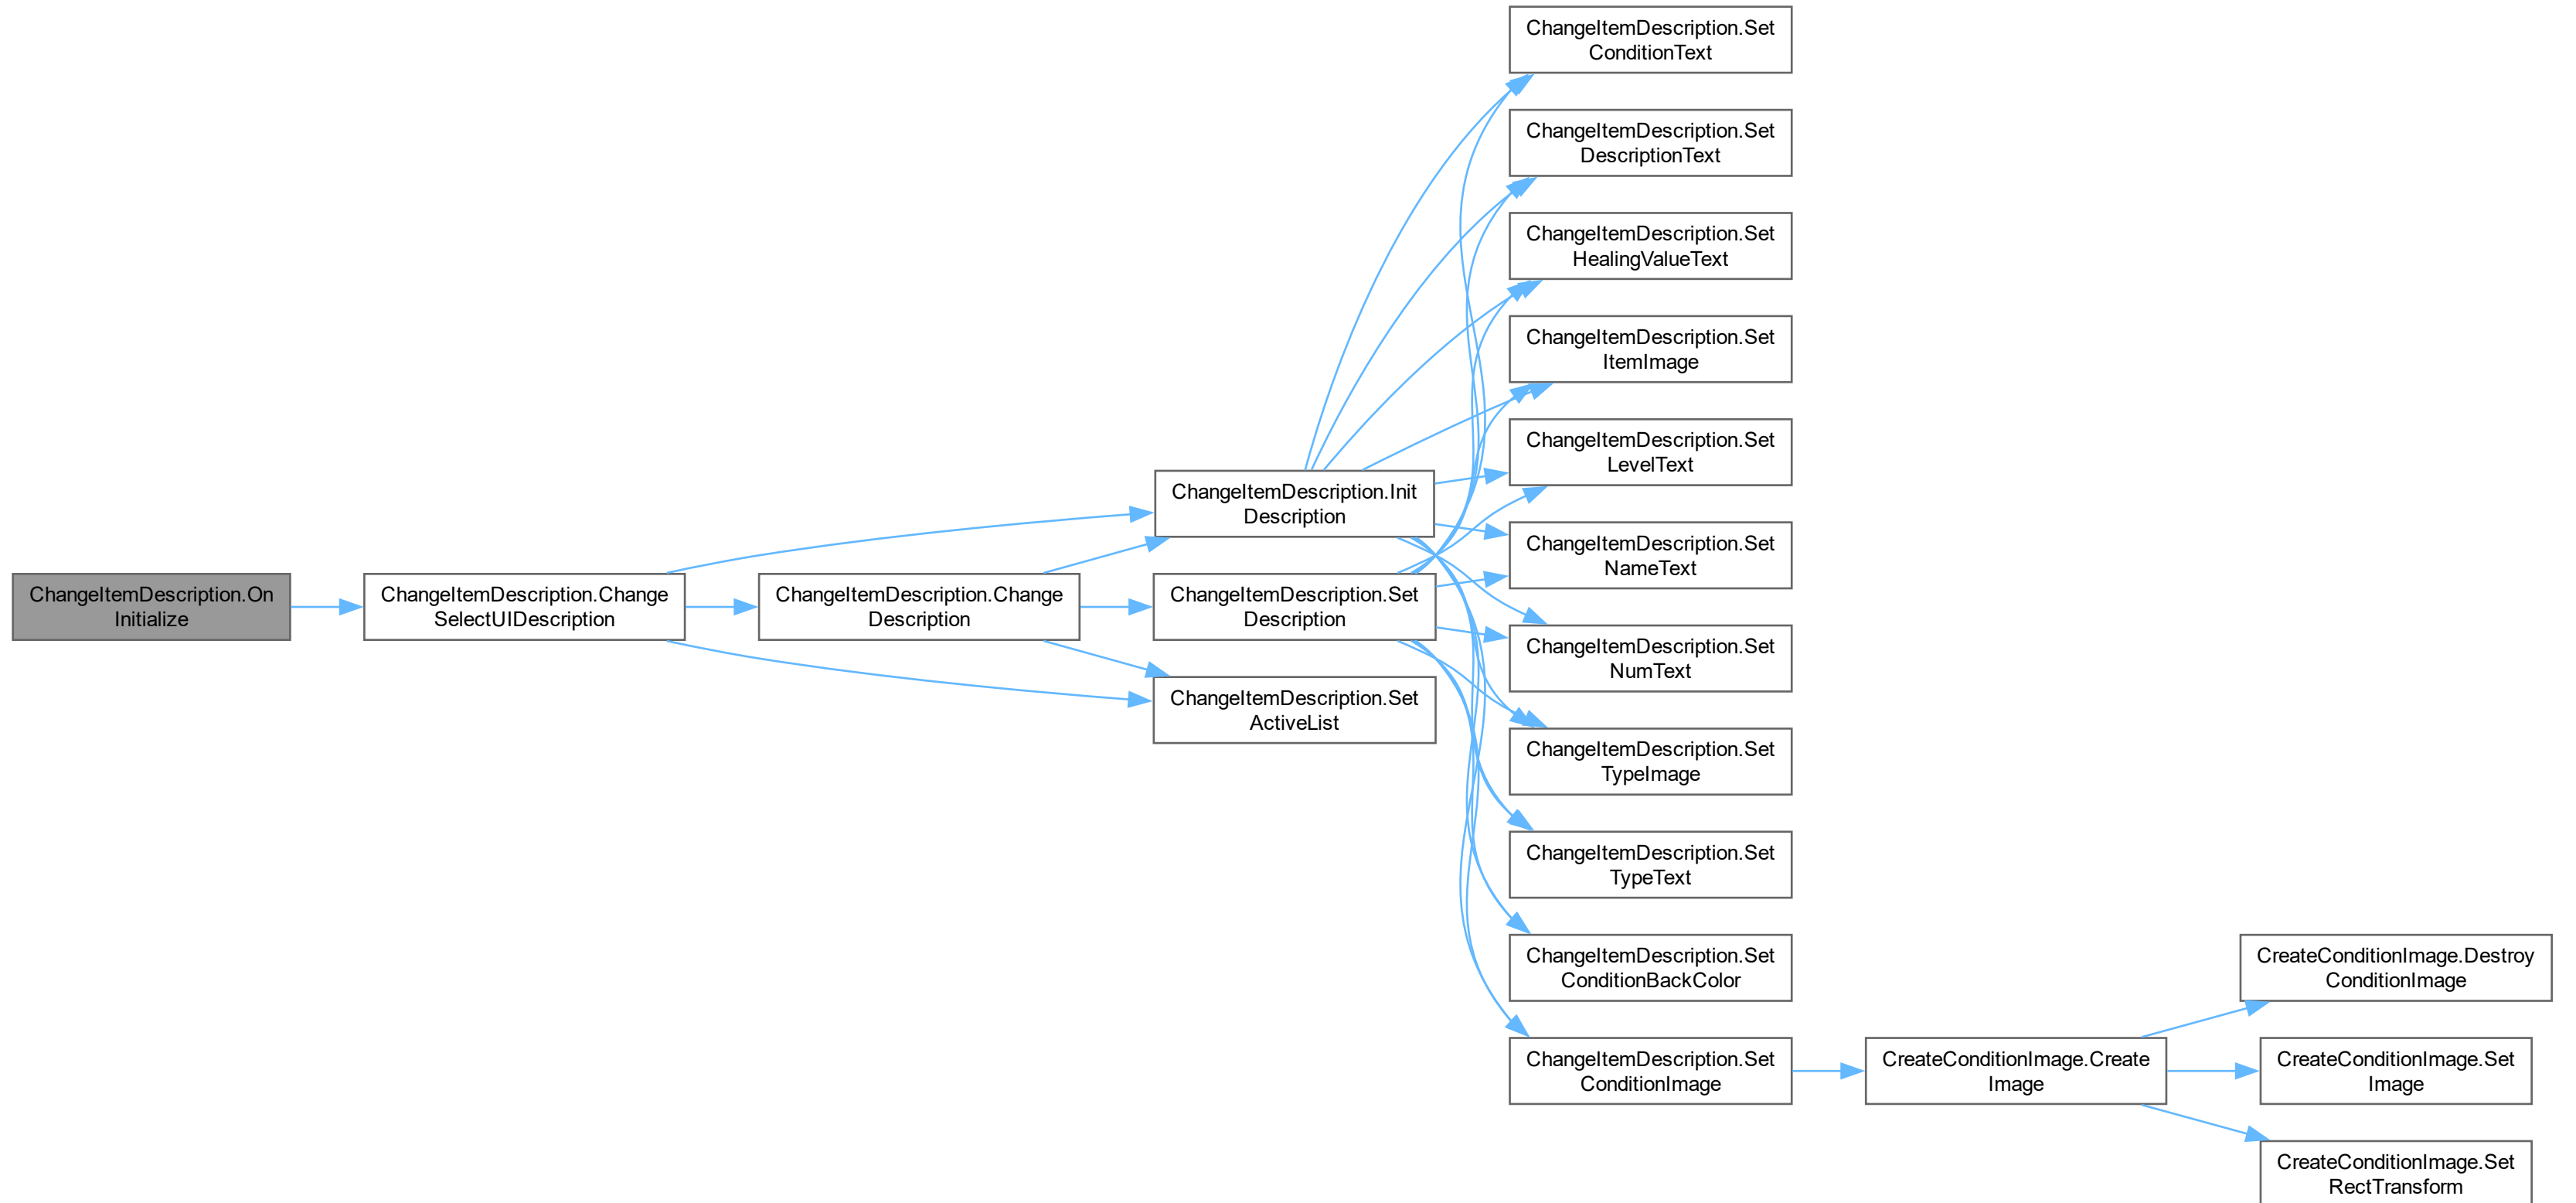 ChangeItemDescription.On
Initialize
ChangeItemDescription.Change
SelectUIDescription
ChangeItemDescription.Change
Description
ChangeItemDescription.Init
Description
ChangeItemDescription.Set
Description
ChangeItemDescription.Set
ActiveList
ChangeItemDescription.Set
ConditionText
ChangeItemDescription.Set
DescriptionText
ChangeItemDescription.Set
HealingValueText
ChangeItemDescription.Set
ItemImage
ChangeItemDescription.Set
LevelText
ChangeItemDescription.Set
NameText
ChangeItemDescription.Set
NumText
ChangeItemDescription.Set
TypeImage
ChangeItemDescription.Set
TypeText
ChangeItemDescription.Set
ConditionBackColor
ChangeItemDescription.Set
ConditionImage
CreateConditionImage.Create
Image
CreateConditionImage.Destroy
ConditionImage
CreateConditionImage.Set
Image
CreateConditionImage.Set
RectTransform